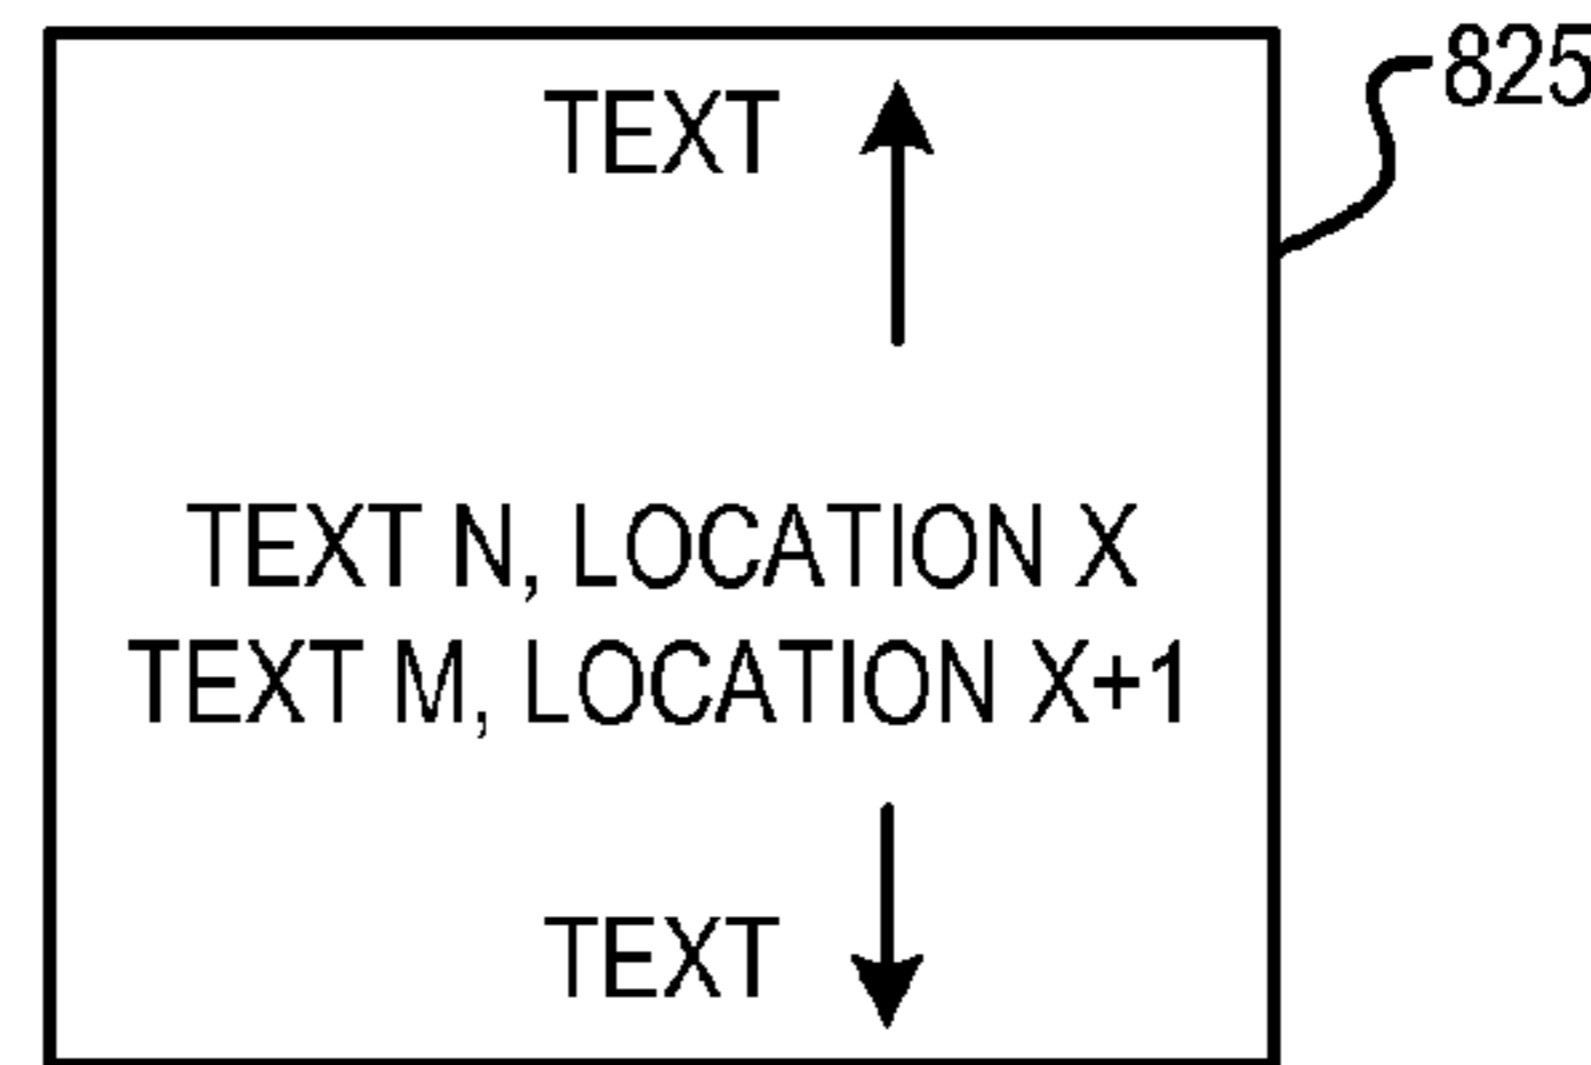 825
TEXT
TEXT N, LOCATION X
TEXT M, LOCATION X+1
TEXT